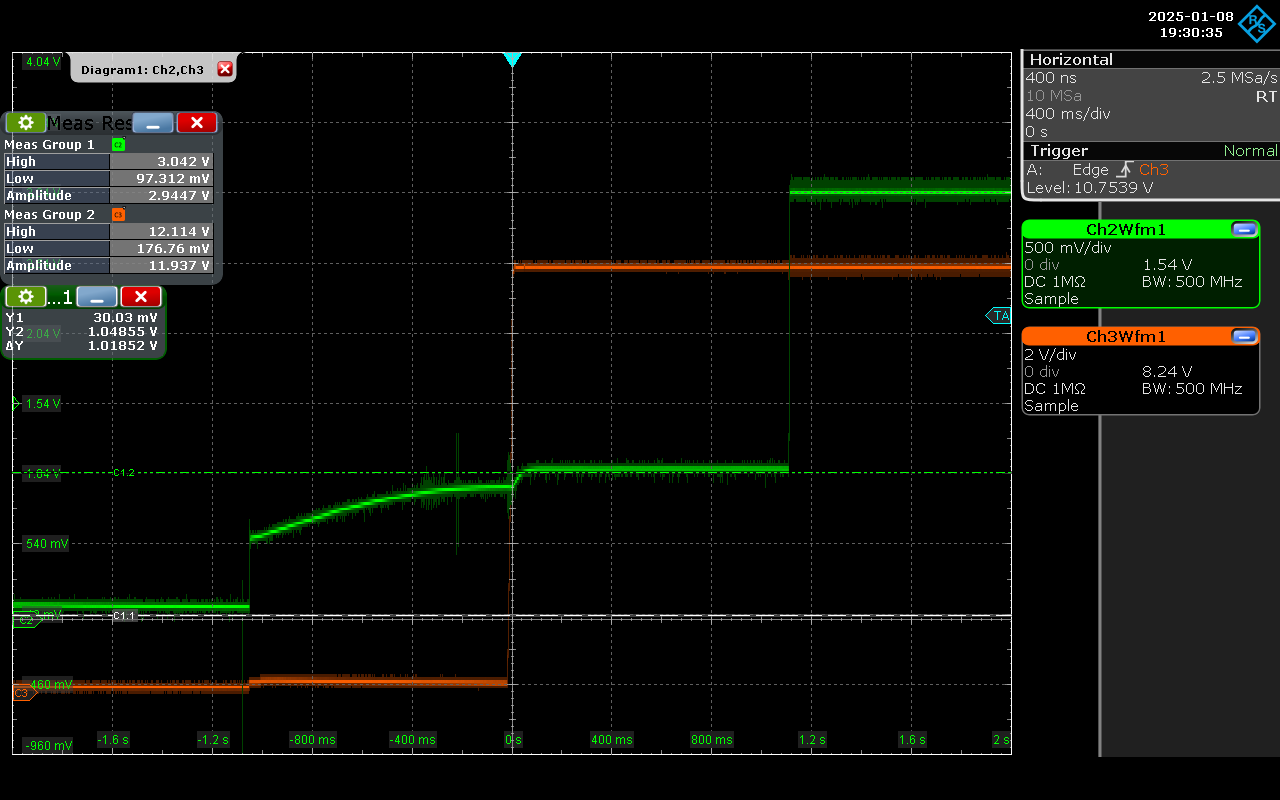 2025-01-08
19:30:35
4.04 V
Diagram1: Ch2,Ch3
Meas Res
Meas Group 1 C2
High 3.042 V
Low 97.312 mV
Amplitude 2.9447 V
Meas Group 2 C3
High 12.114 V
Low 176.76 mV
Amplitude 11.937 V
...1
Y1 30.03 mV
Y2 1.04855 V
ΔY 1.01852 V
2.04 V
1.54 V
1.04 V
C1.2
540 mV
C1.1
C2
-460 mV
C3
-960 mV
-1.6 s
-1.2 s
-800 ms
-400 ms
0 s
400 ms
800 ms
1.2 s
1.6 s
2 s
TA
Horizontal
400 ns 2.5 MSa/s
10 MSa RT
400 ms/div
0 s
Trigger Normal
A: Edge Ch3
Level: 10.7539 V
Ch2Wfm1
500 mV/div
0 div 1.54 V
DC 1MΩ BW: 500 MHz
Sample
Ch3Wfm1
2 V/div
0 div 8.24 V
DC 1MΩ BW: 500 MHz
Sample